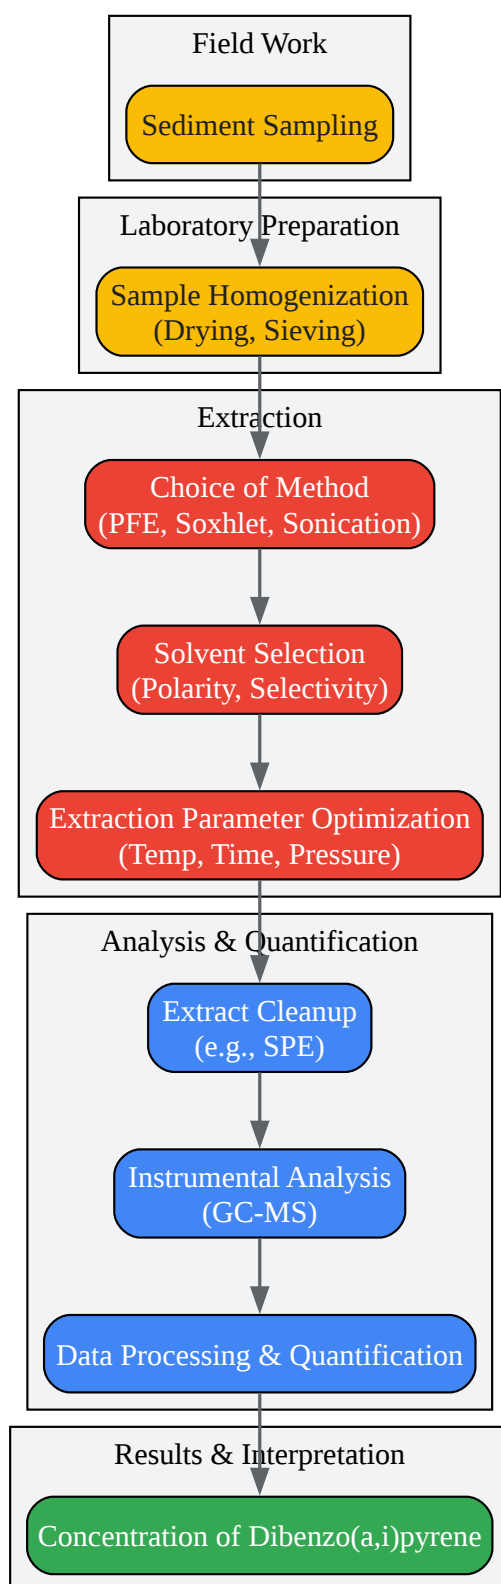 Field Work
Sediment Sampling
Laboratory Preparation
Sample Homogenization
(Drying, Sieving)
Extraction
Choice of Method
(PFE, Soxhlet, Sonication)
Solvent Selection
(Polarity, Selectivity)
Extraction Parameter Optimization
(Temp, Time, Pressure)
Analysis & Quantification
Extract Cleanup
(e.g., SPE)
Instrumental Analysis
(GC-MS)
Data Processing & Quantification
Results & Interpretation
Concentration of Dibenzo(a,i)pyrene